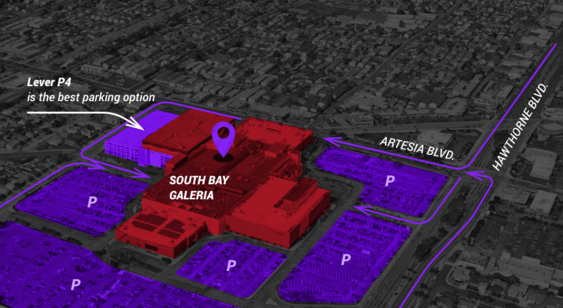 Lever P4
is the best parking option
ARTESIA BLVD.
HAWTHORNE BLVD.
SOUTH BAY
GALERIA
P
P
P
P
P